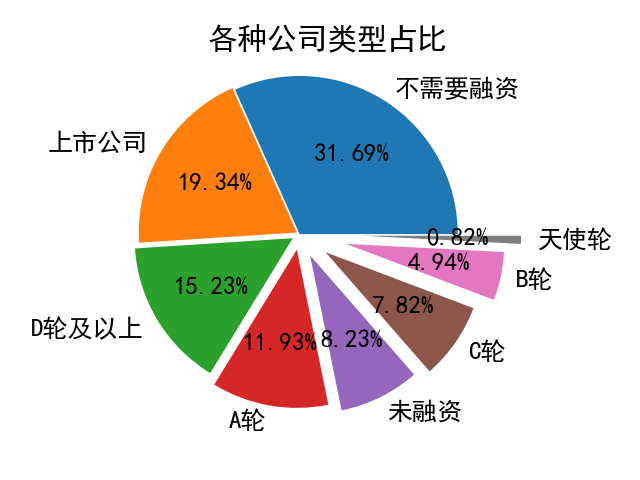 各种公司类型占比
不需要融资
31.69%
上市公司
19.34%
D轮及以上
15.23%
A轮
11.93%
未融资
8.23%
C轮
7.82%
B轮
4.94%
天使轮
0.82%